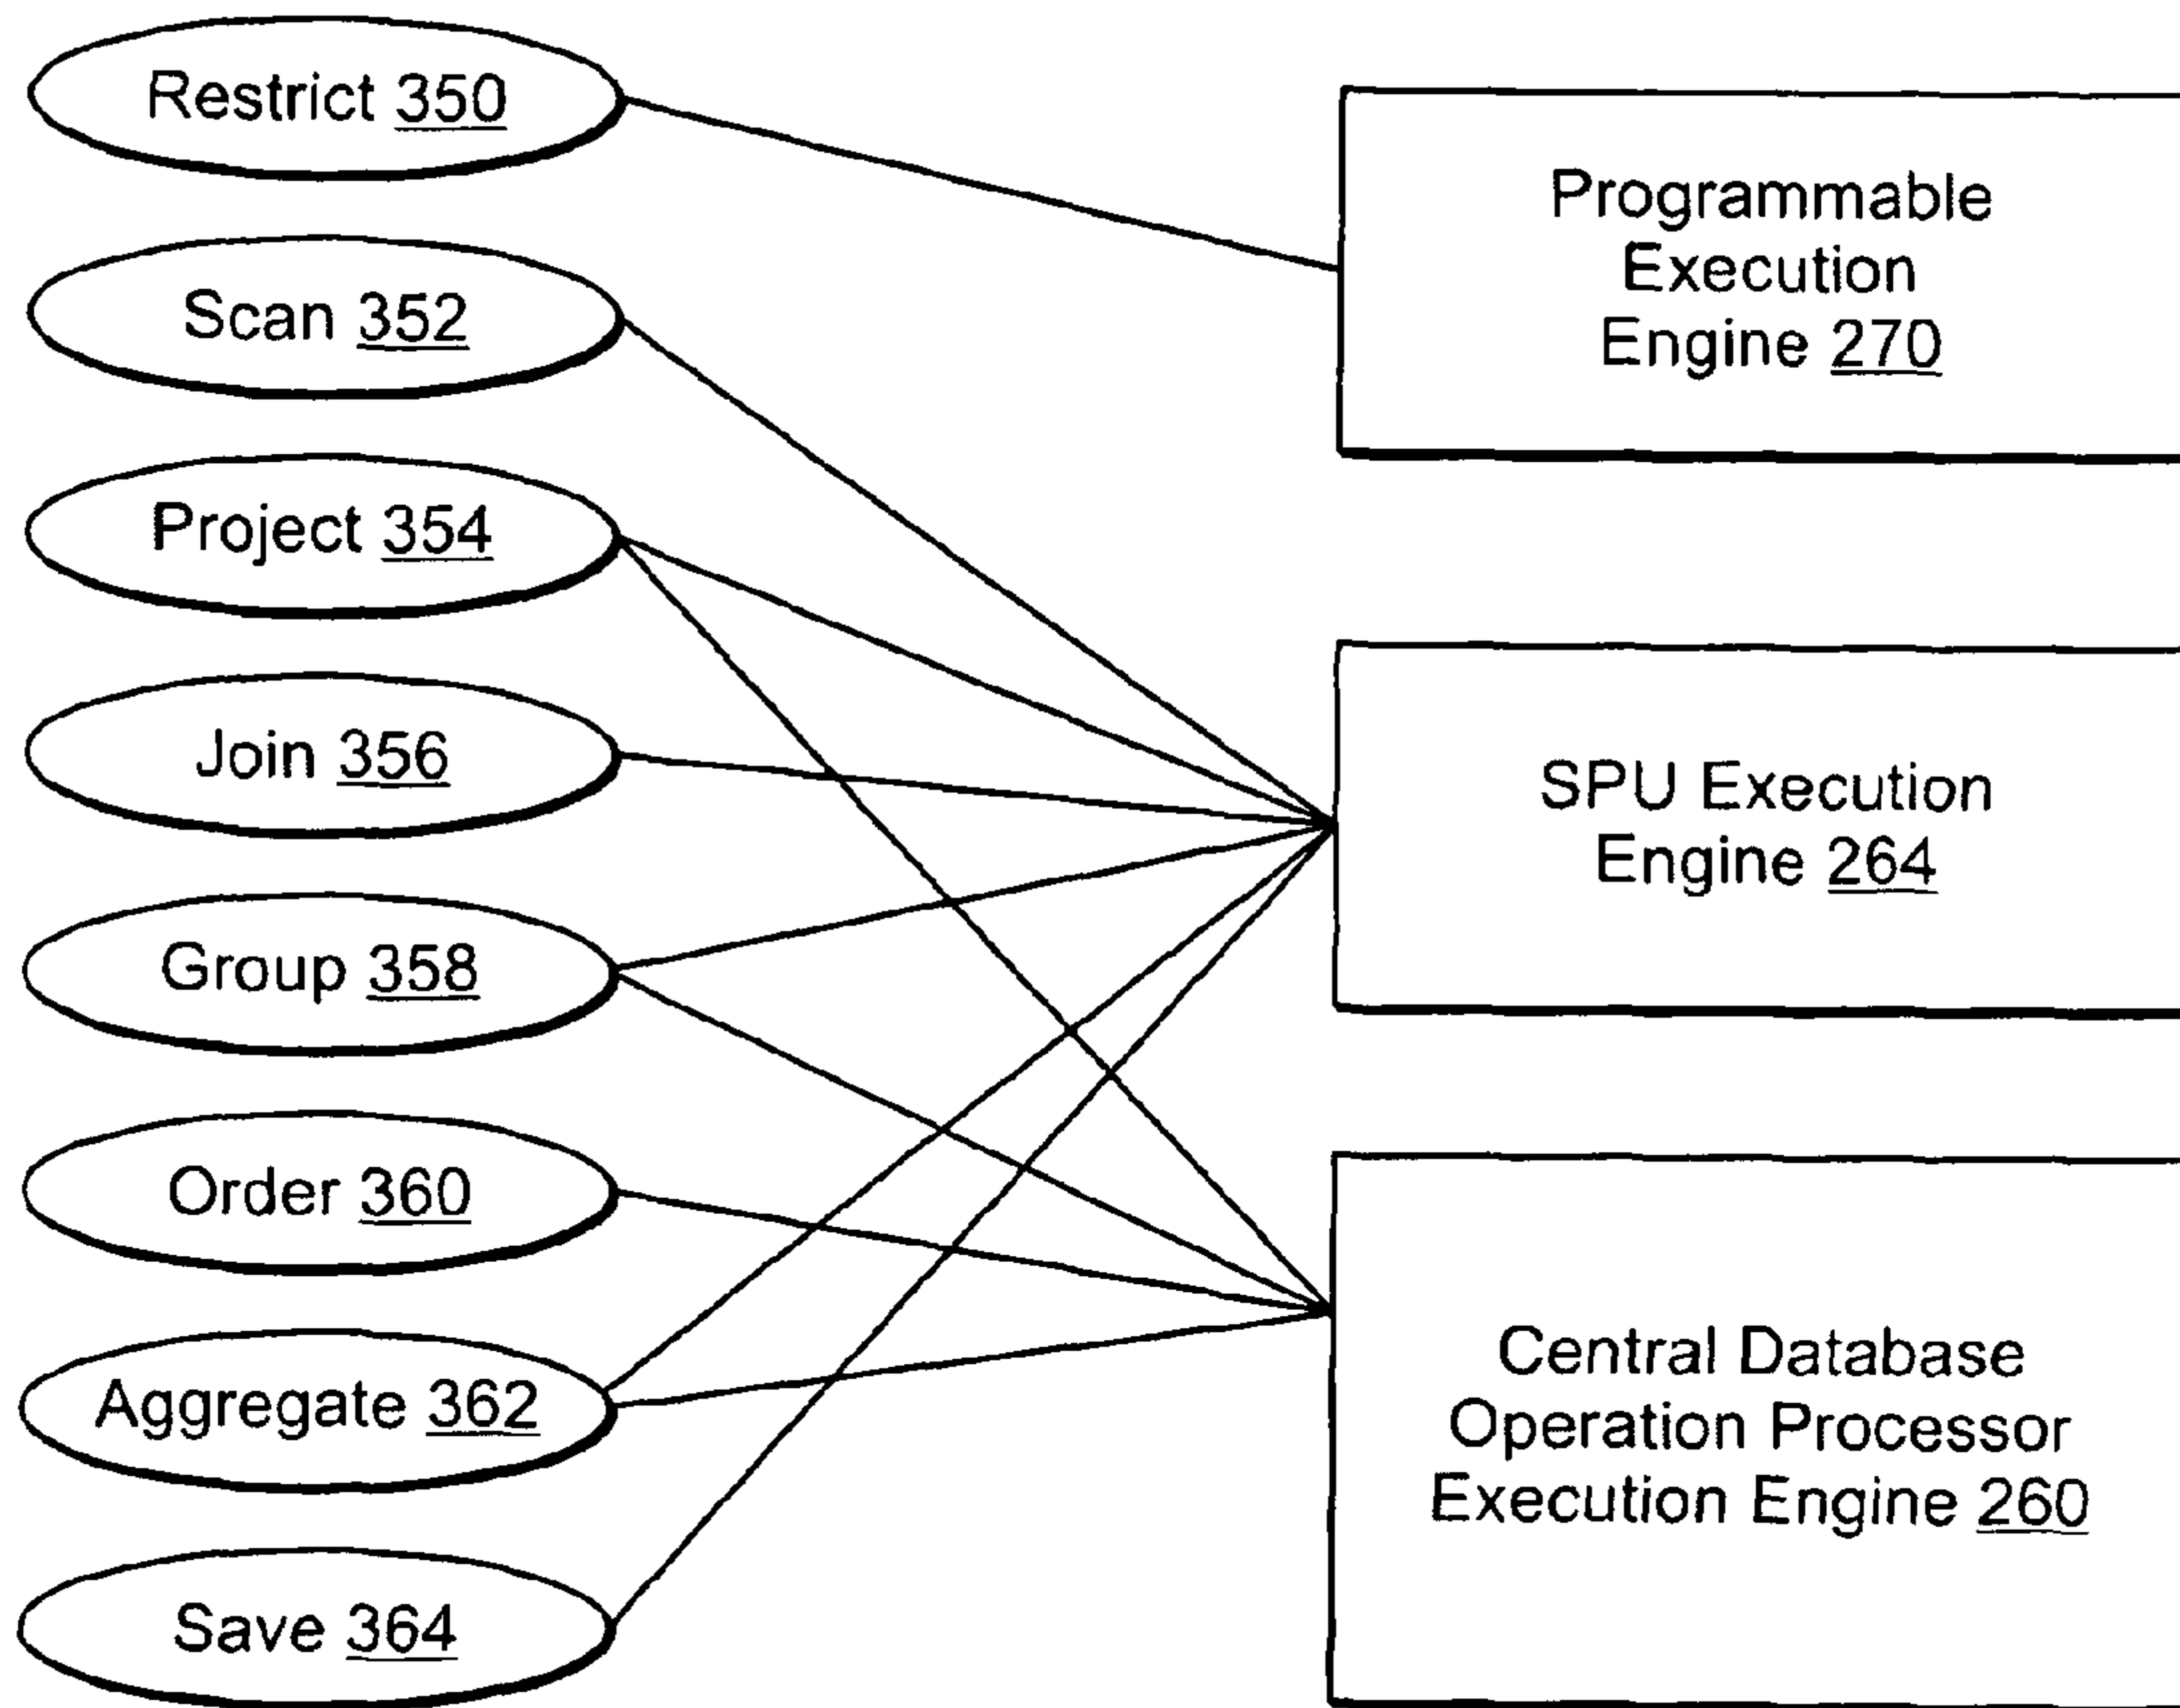 Restrict 350
Scan 352
Project 354
Join 356
Group 358
Order 360
Aggregate 362
Save 364
Programmable
Execution
Engine 270
SPU Execution
Engine 264
Central Database
Operation Processor
Execution Engine 260